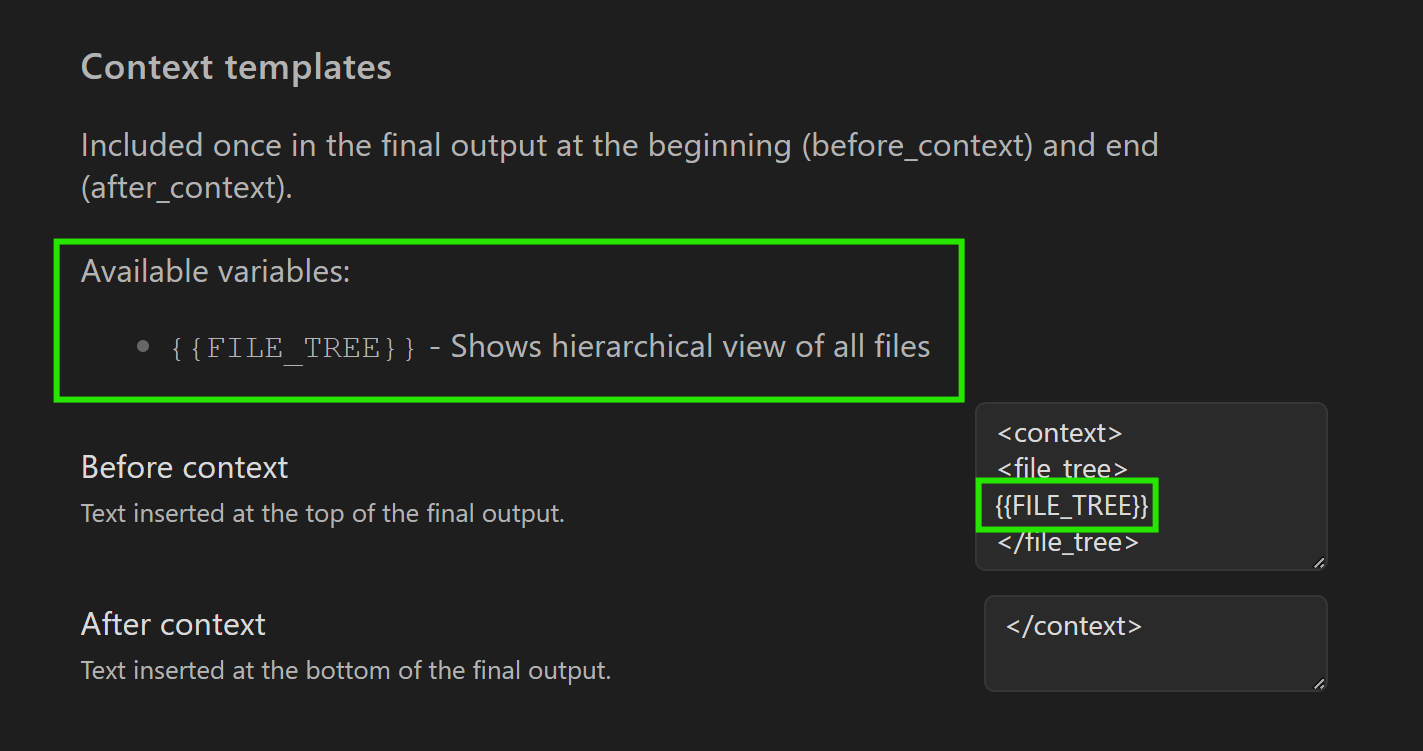 Context templates
Included once in the final output at the beginning (before_context) and end
(after_context).
Available variables:
{{FILE_TREE}} - Shows hierarchical view of all files
Before context
Text inserted at the top of the final output.
<context>
<file_tree>
{{FILE_TREE}}
</file_tree>
After context
Text inserted at the bottom of the final output.
</context>